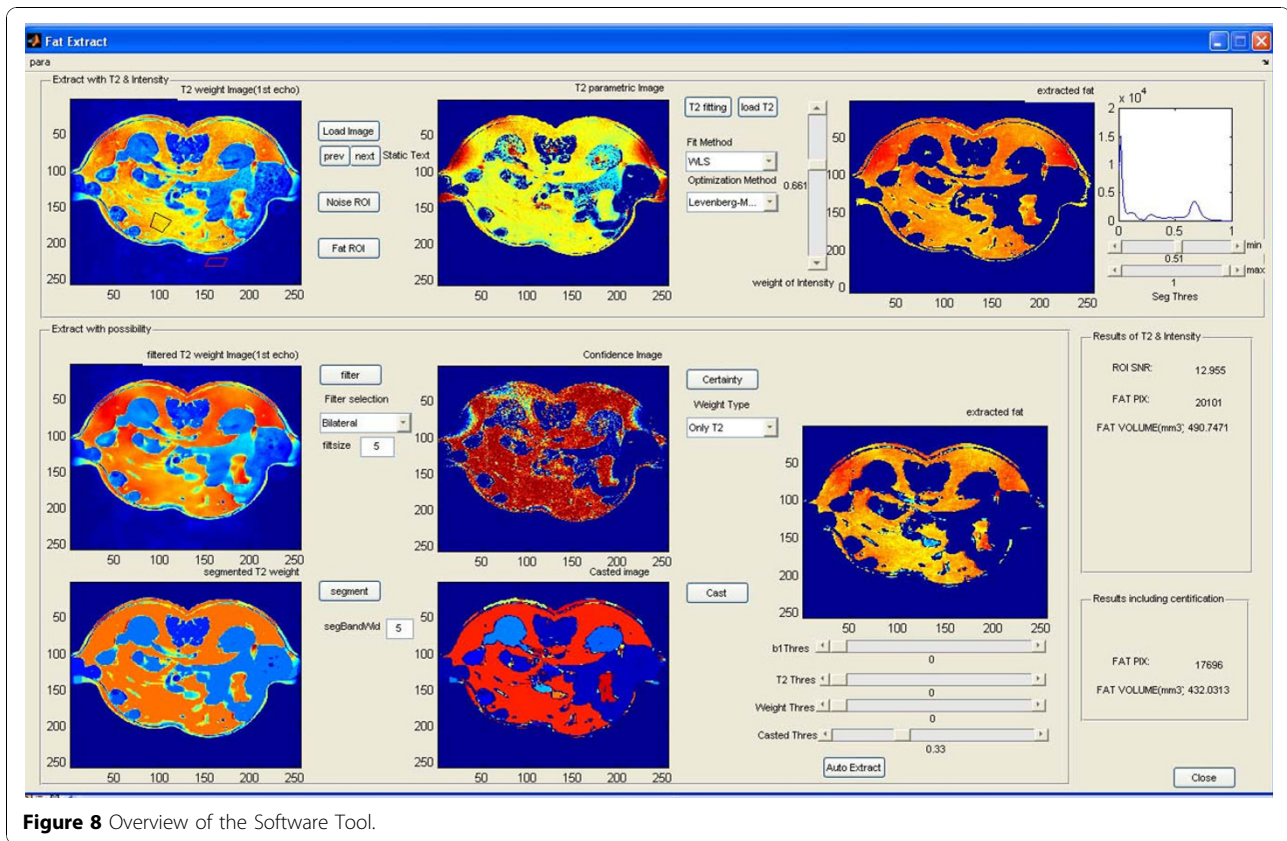 Fat Extract
para
Extract with T2 & Intensity
T2 weight Image(1st echo)
50
100
150
200
250
50 100 150 200 250
Load Image
prev next Static Text
Noise ROI
Fat ROI
T2 parametric Image
50
100
150
200
250
50 100 150 200 250
T2 fitting load T2
Fit Method
WLS
Optimization Method
Levenberg-M...
0.661
weight of Intensity
extracted fat
0
50
100
150
200
250
0
50 100 150 200 250
x 10^4
2
1.5
1
0.5
0
0 0.5 1
min
0.51
max
1
Seg Thres
Extract with possibility
filtered T2 weight Image(1st echo)
50
100
150
200
250
50 100 150 200 250
filter
Filter selection
Bilateral
filtsize 5
Confidence Image
50
100
150
200
250
50 100 150 200 250
Certainty
Weight Type
Only T2
extracted fat
50
100
150
200
250
50 100 150 200 250
segmented T2 weight
50
100
150
200
250
50 100 150 200 250
segment
segBandWid 5
Casted image
50
100
150
200
250
50 100 150 200 250
Cast
b1Thres
0
T2 Thres
0
Weight Thres
0
Casted Thres
0.33
Auto Extract
Results of T2 & Intensity
ROI SNR: 12.955
FAT PIX: 20101
FAT VOLUME(mm3) 490.7471
Results including centification
FAT PIX: 17696
FAT VOLUME(mm3) 432.0313
Close
Figure 8 Overview of the Software Tool.